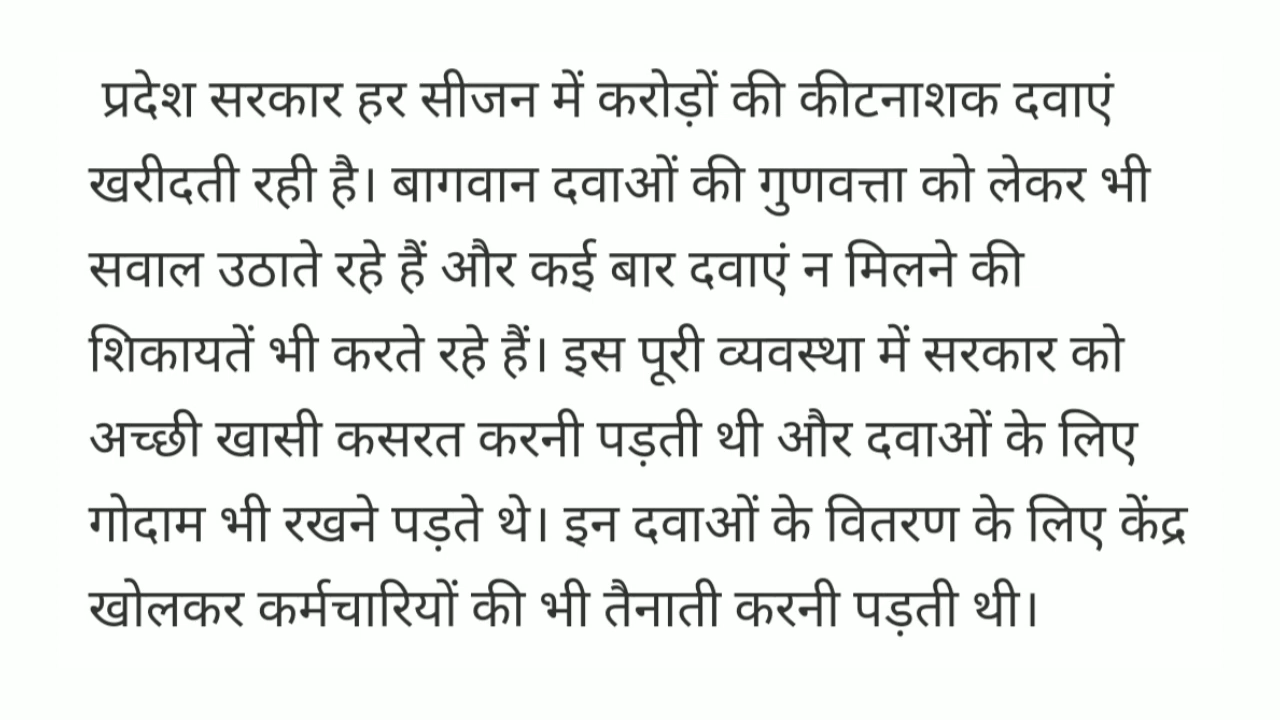 प्रदेश सरकार हर सीजन में करोड़ों की कीटनाशक दवाएं
खरीदती रही है। बागवान दवाओं की गुणवत्ता को लेकर भी
सवाल उठाते रहे हैं और कई बार दवाएं न मिलने की
शिकायतें भी करते रहे हैं। इस पूरी व्यवस्था में सरकार को
अच्छी खासी कसरत करनी पड़ती थी और दवाओं के लिए
गोदाम भी रखने पड़ते थे। इन दवाओं के वितरण के लिए केंद्र
खोलकर कर्मचारियों की भी तैनाती करनी पड़ती थी।